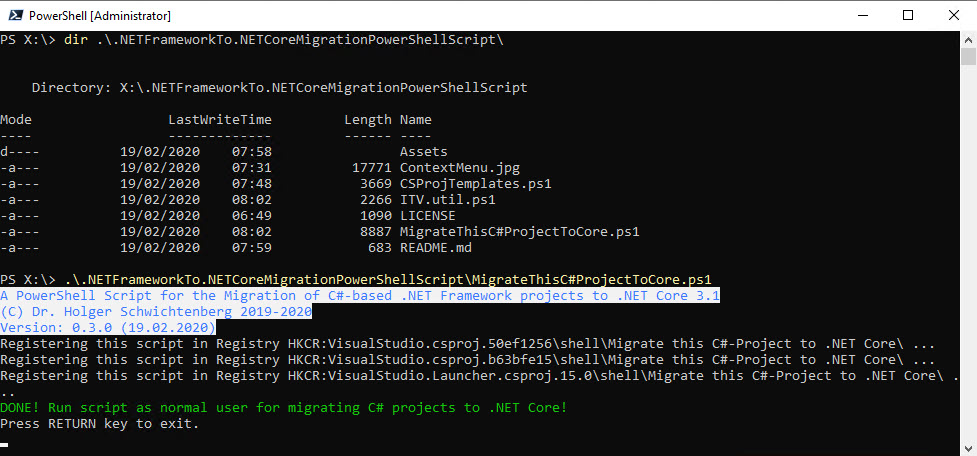 PowerShell [Administrator]
PS X:\> dir .\.NETFrameworkTo.NETCoreMigrationPowerShellScript\
Directory: X:\.NETFrameworkTo.NETCoreMigrationPowerShellScript
Mode LastWriteTime Length Name
---- ------------- ------ ----
d---- 19/02/2020 07:58 Assets
-a--- 19/02/2020 07:31 17771 ContextMenu.jpg
-a--- 19/02/2020 07:48 3669 CSProjTemplates.ps1
-a--- 19/02/2020 08:02 2266 ITV.util.ps1
-a--- 19/02/2020 06:49 1090 LICENSE
-a--- 19/02/2020 08:02 8887 MigrateThisC#ProjectToCore.ps1
-a--- 19/02/2020 07:59 683 README.md
PS X:\> .\.NETFrameworkTo.NETCoreMigrationPowerShellScript\MigrateThisC#ProjectToCore.ps1
A PowerShell Script for the Migration of C#-based .NET Framework projects to .NET Core 3.1
(C) Dr. Holger Schwichtenberg 2019-2020
Version: 0.3.0 (19.02.2020)
Registering this script in Registry HKCR:VisualStudio.csproj.50ef1256\shell\Migrate this C#-Project to .NET Core\ ...
Registering this script in Registry HKCR:VisualStudio.csproj.b63bfe15\shell\Migrate this C#-Project to .NET Core\ ...
Registering this script in Registry HKCR:VisualStudio.Launcher.csproj.15.0\shell\Migrate this C#-Project to .NET Core\ .
..
DONE! Run script as normal user for migrating C# projects to .NET Core!
Press RETURN key to exit.